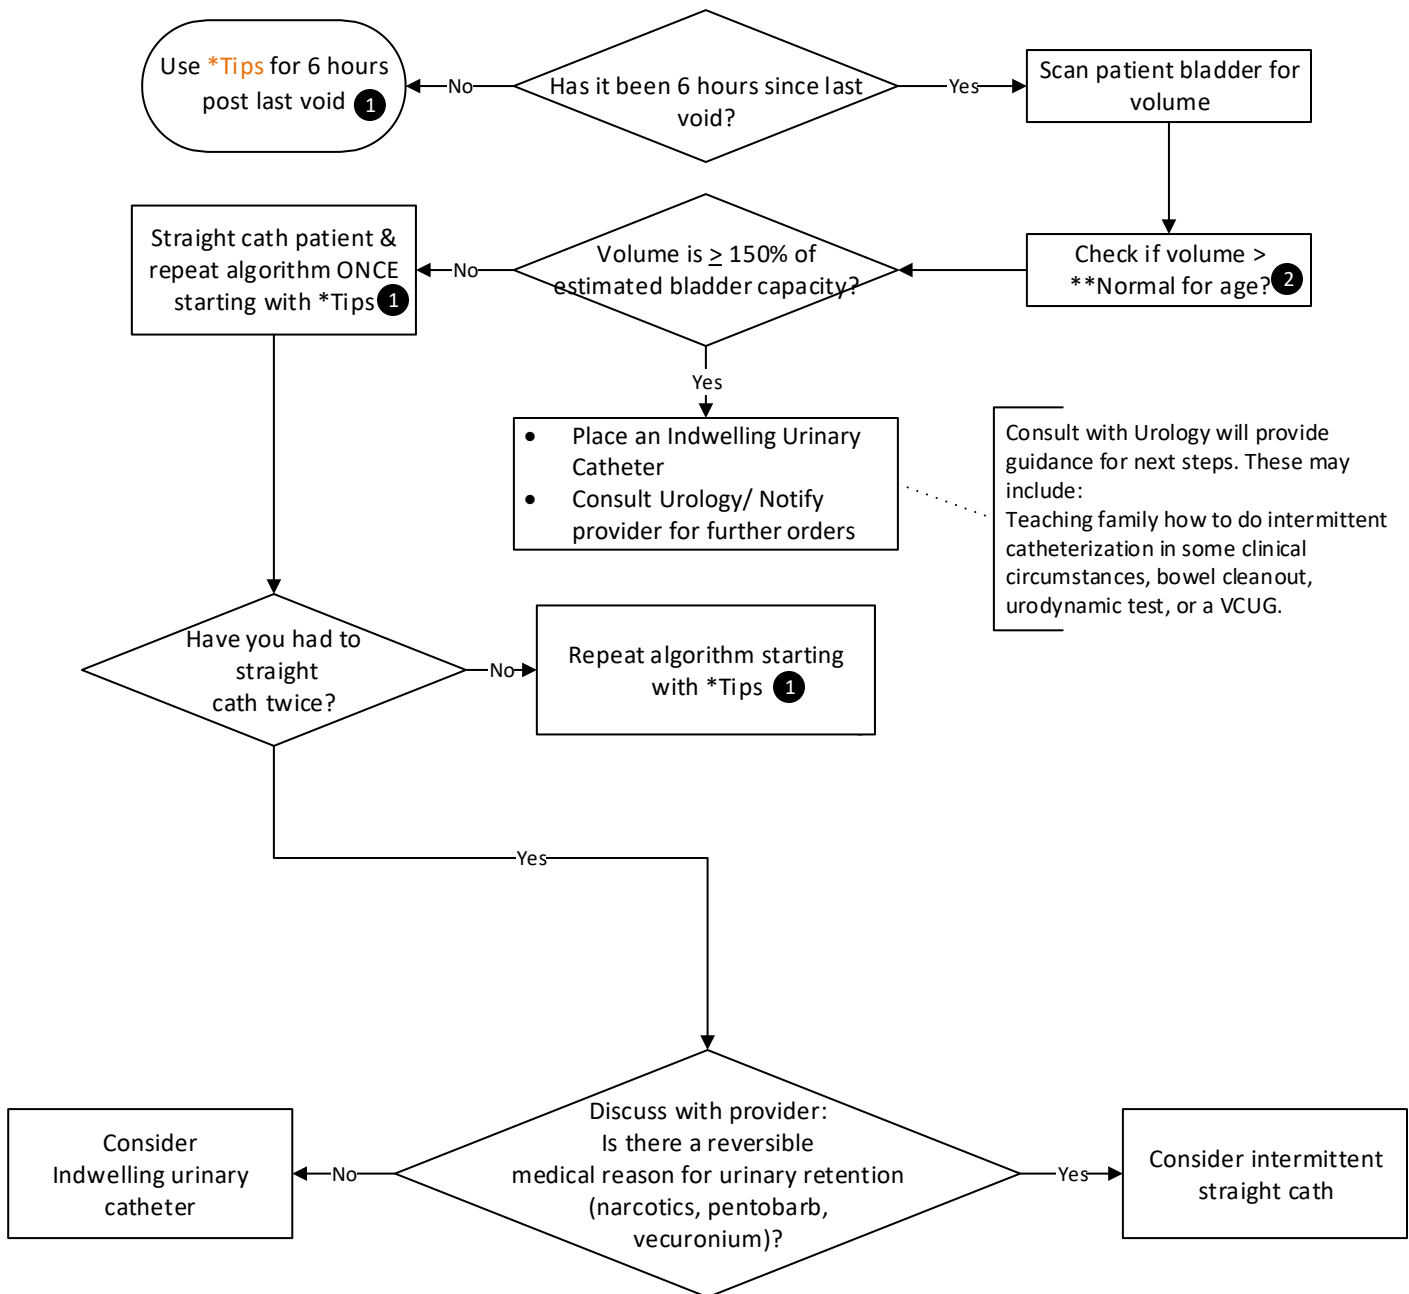 Use *Tips for 6 hours
post last void 1
No
Has it been 6 hours since last
void?
Yes
Scan patient bladder for
volume
Straight cath patient &
repeat algorithm ONCE
starting with *Tips 1
No
Volume is ≥ 150% of
estimated bladder capacity?
Check if volume >
**Normal for age? 2
Yes
• Place an Indwelling Urinary
Catheter
• Consult Urology/ Notify
provider for further orders
Consult with Urology will provide
guidance for next steps. These may
include:
Teaching family how to do intermittent
catheterization in some clinical
circumstances, bowel cleanout,
urodynamic test, or a VCUG.
Have you had to
straight
cath twice?
No
Repeat algorithm starting
with *Tips 1
Yes
Consider
Indwelling urinary
catheter
No
Discuss with provider:
Is there a reversible
medical reason for urinary retention
(narcotics, pentobarb,
vecuronium)?
Yes
Consider intermittent
straight cath